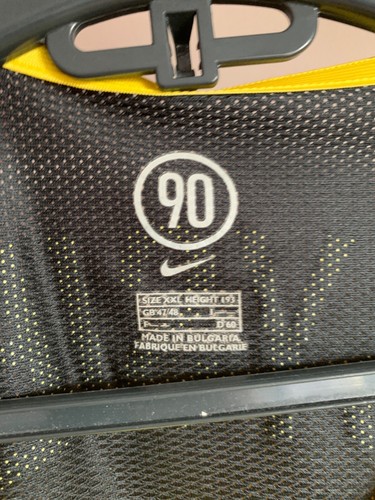 90
SIZE XXL HEIGHT 193
GB 47/48 I
F D 60
MADE IN BULGARIA
FABRIQUE EN BULGARIE